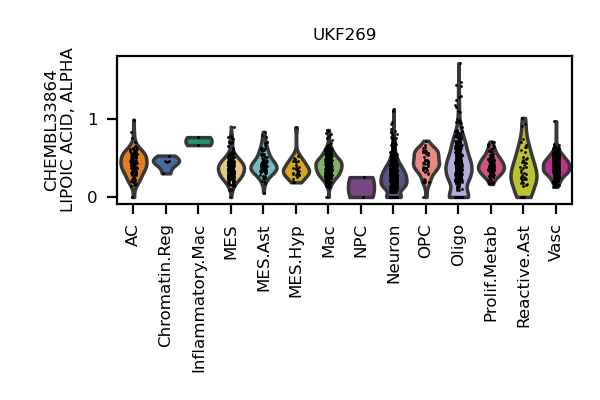 UKF269
CHEMBL33864
LIPOIC ACID, ALPHA
1
0
AC
Chromatin.Reg
Inflammatory.Mac
MES
MES.Ast
MES.Hyp
Mac
NPC
Neuron
OPC
Oligo
Prolif.Metab
Reactive.Ast
Vasc